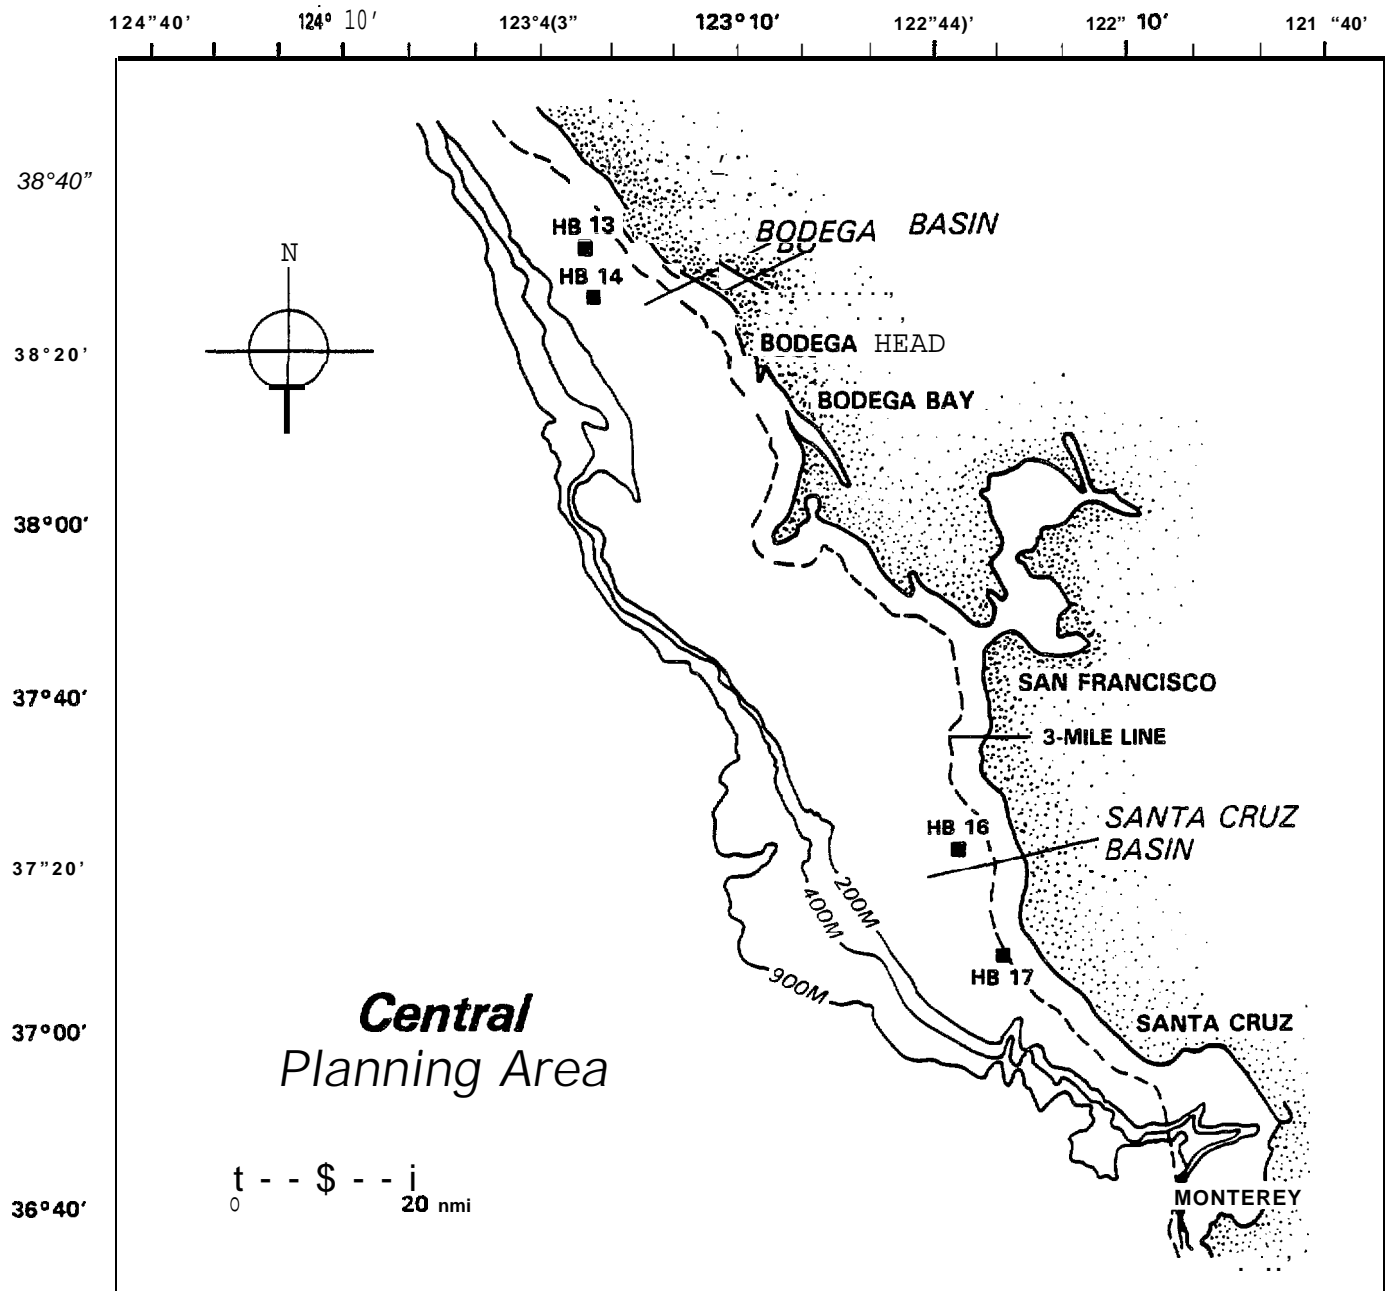 124"40' 124° 10' 123°4(3" 123°10' 122"44)' 122" 10' 121 "40'
38°40"
HB 13
BODEGA BASIN
BO
N
HB 14
38°20'
BODEGA HEAD
BODEGA BAY
38°00'
37°40'
SAN FRANCISCO
3-MILE LINE
HB 16
SANTA CRUZ
BASIN
37"20'
200M
400M
900M
HB 17
Central
Planning Area
37°00'
SANTA CRUZ
t - - $ - - i
0 20 nmi
36°40'
MONTEREY